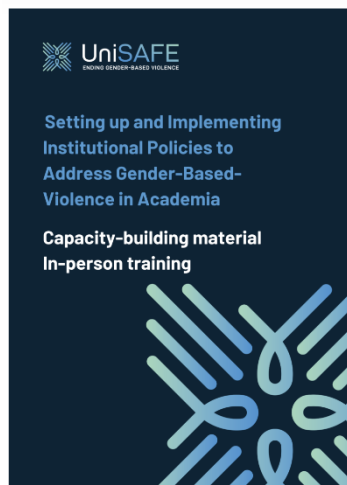 UniSAFE
ENDING GENDER-BASED VIOLENCE
Setting up and Implementing
Institutional Policies to
Address Gender-Based-
Violence in Academia
Capacity-building material
In-person training